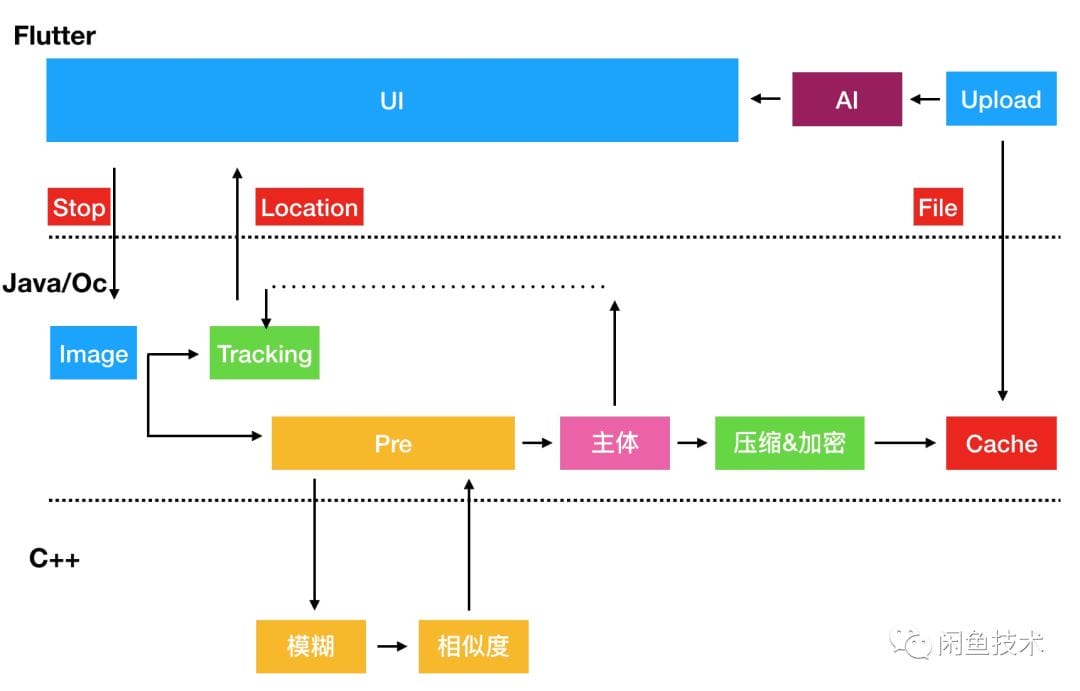 Flutter
UI
AI
Upload
Stop
Location
File
Java/Oc
Image
Tracking
Pre
主体
压缩&加密
Cache
C++
模糊
相似度
闲鱼技术